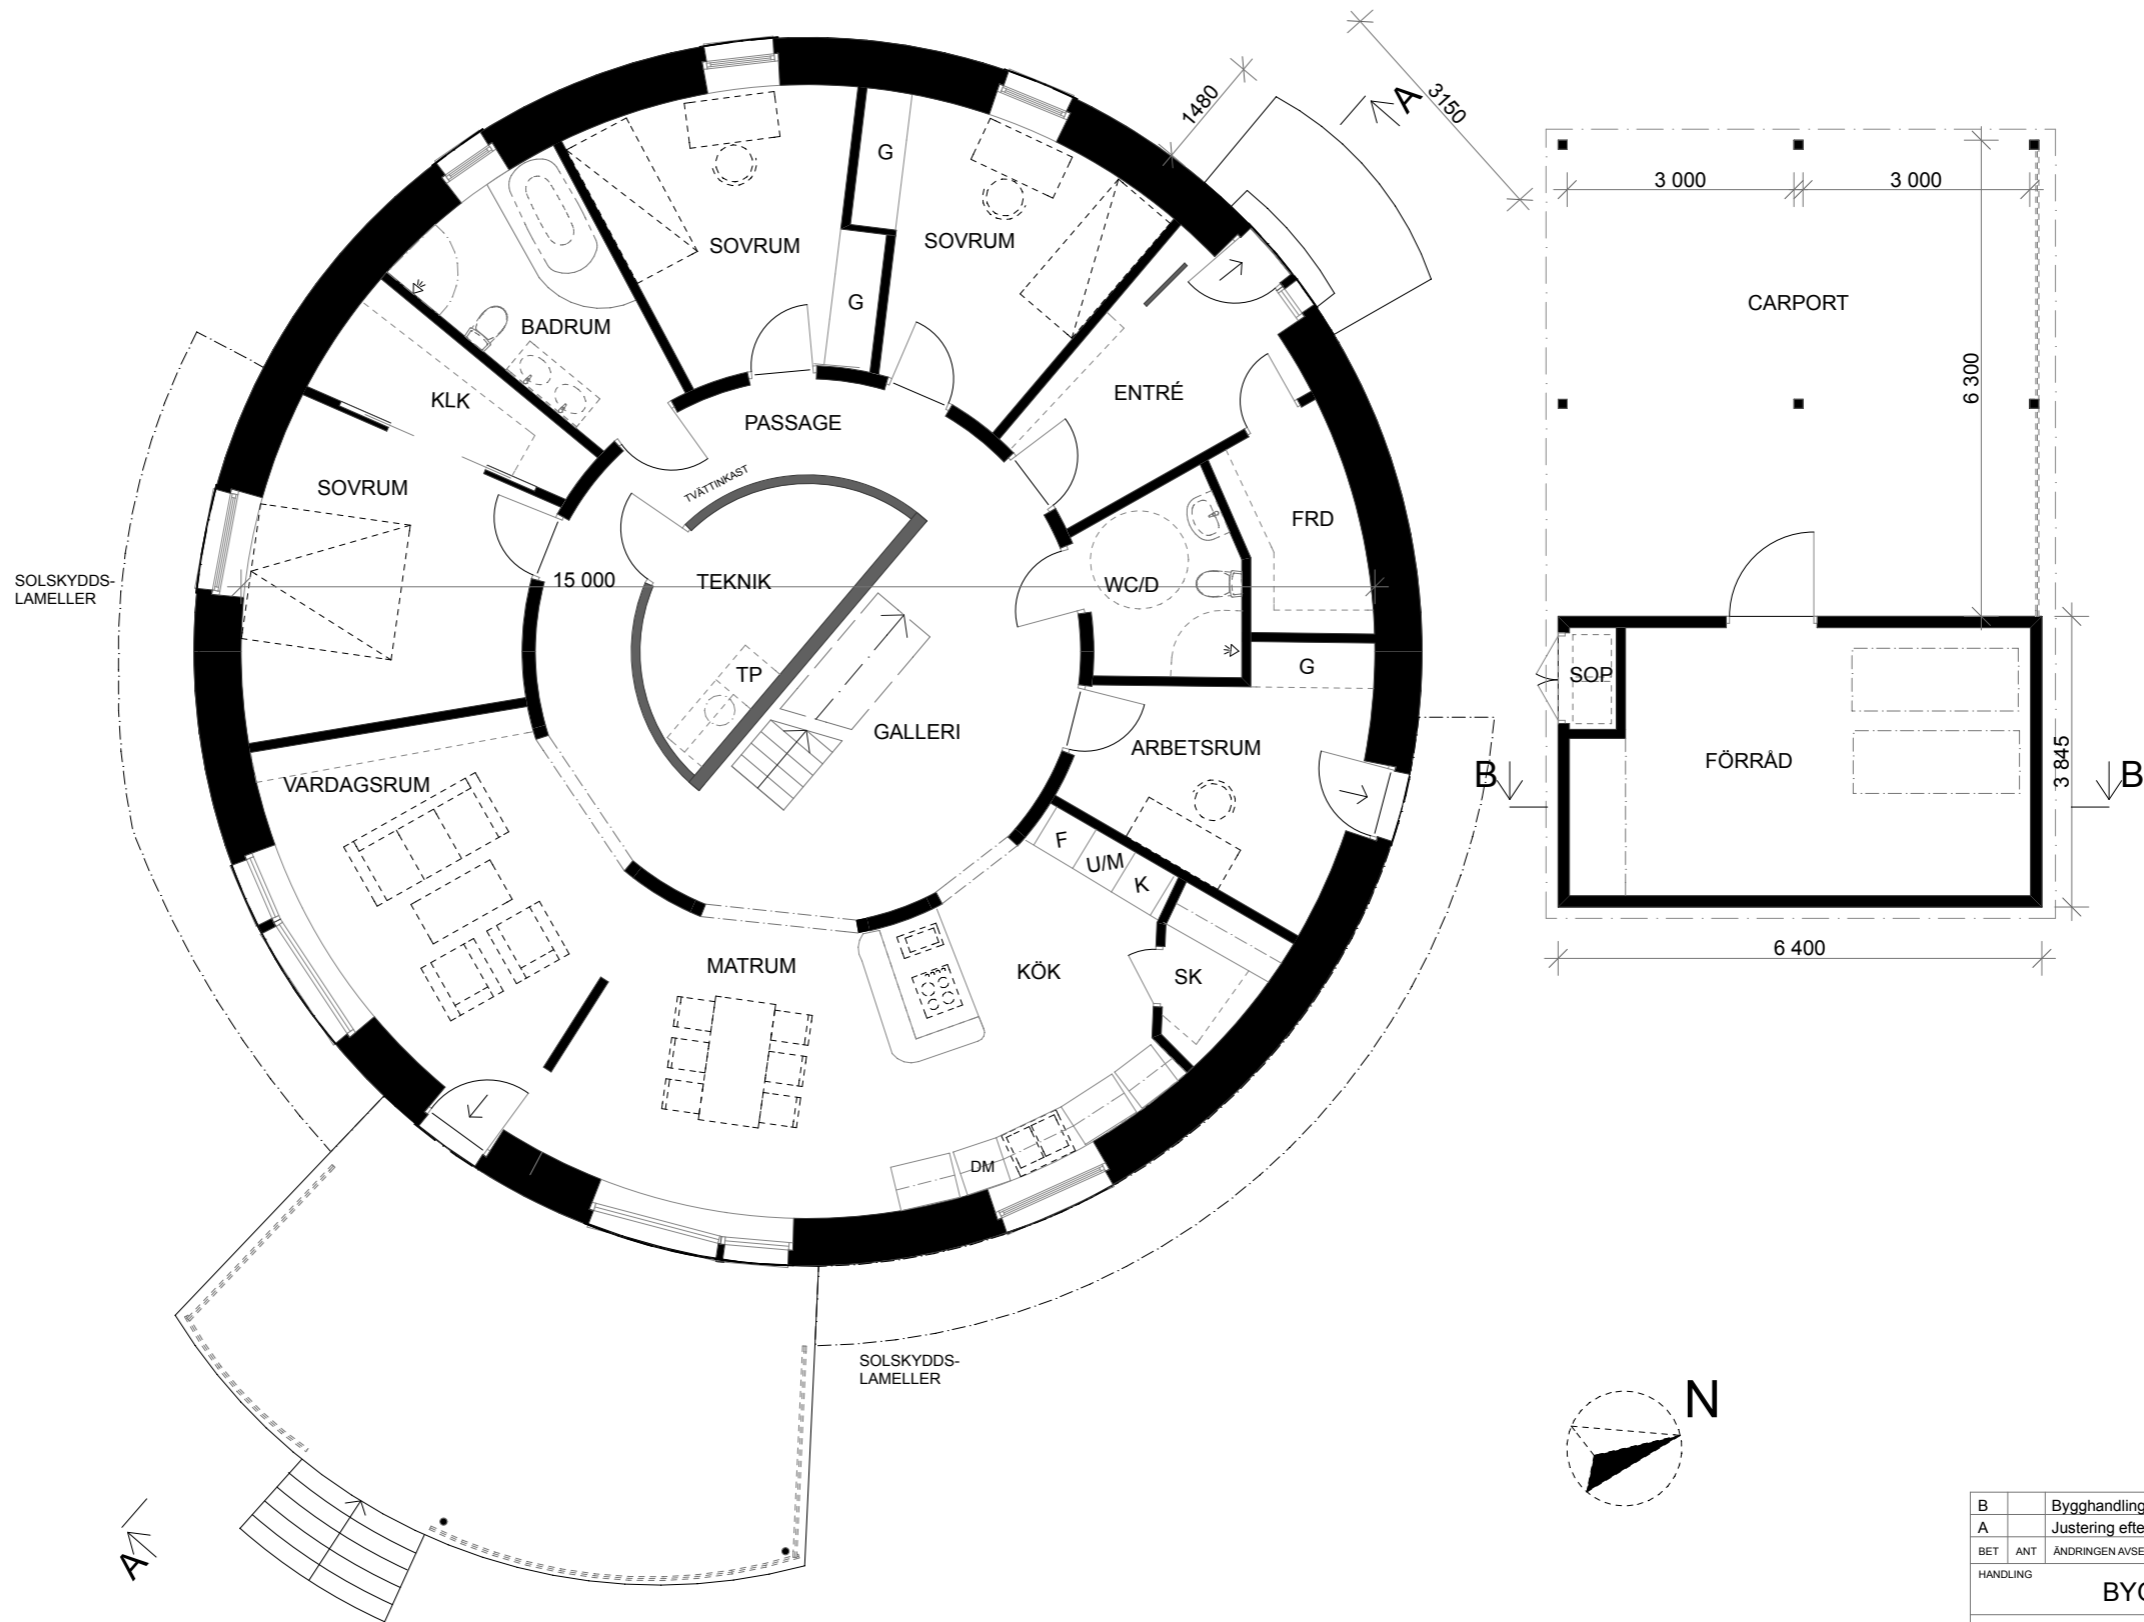 1480
3150
A
G
SOVRUM
SOVRUM
G
BADRUM
KLK
PASSAGE
ENTRÉ
TVÄTTINKAST
SOVRUM
FRD
SOLSKYDDS-
LAMELLER
15 000
TEKNIK
WC/D
TP
G
GALLERI
ARBETSRUM
VARDAGSRUM
F
U/M
K
MATRUM
KÖK
SK
DM
SOLSKYDDS-
LAMELLER
A
3 000
3 000
CARPORT
6 300
SOP
FÖRRÅD
3 845
B
B
6 400
N
B Bygghandling
A Justering efte
BET ANT ÄNDRINGEN AVSE
HANDLING
BYG